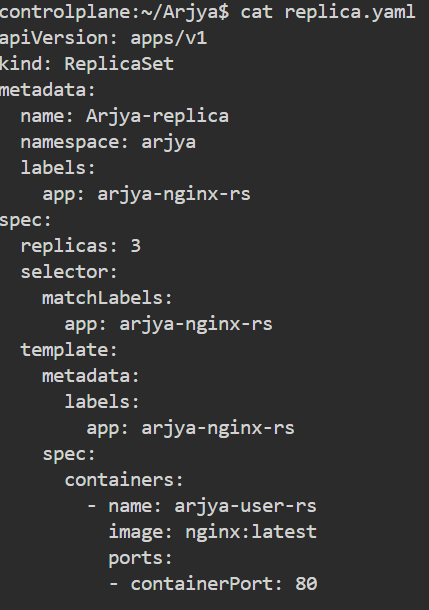 controlplane:~/Arjya$ cat replica.yaml
apiVersion: apps/v1
kind: ReplicaSet
metadata:
  name: Arjya-replica
  namespace: arjya
  labels:
    app: arjya-nginx-rs
spec:
  replicas: 3
  selector:
    matchLabels:
      app: arjya-nginx-rs
  template:
    metadata:
      labels:
        app: arjya-nginx-rs
    spec:
      containers:
        - name: arjya-user-rs
          image: nginx:latest
          ports:
          - containerPort: 80